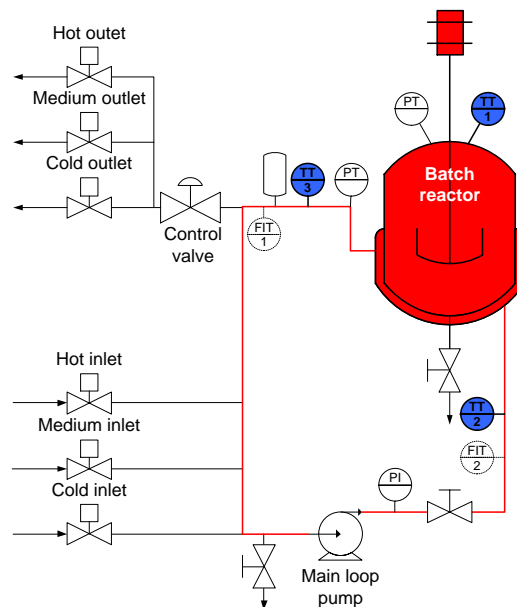 Hot outet
Medium outlet
Cold outlet
Control
valve
TT
3
PT
FIT
1
PT
TT
1
Batch
reactor
Hot inlet
Medium inlet
Cold inlet
TT
2
FIT
2
PI
Main loop
pump